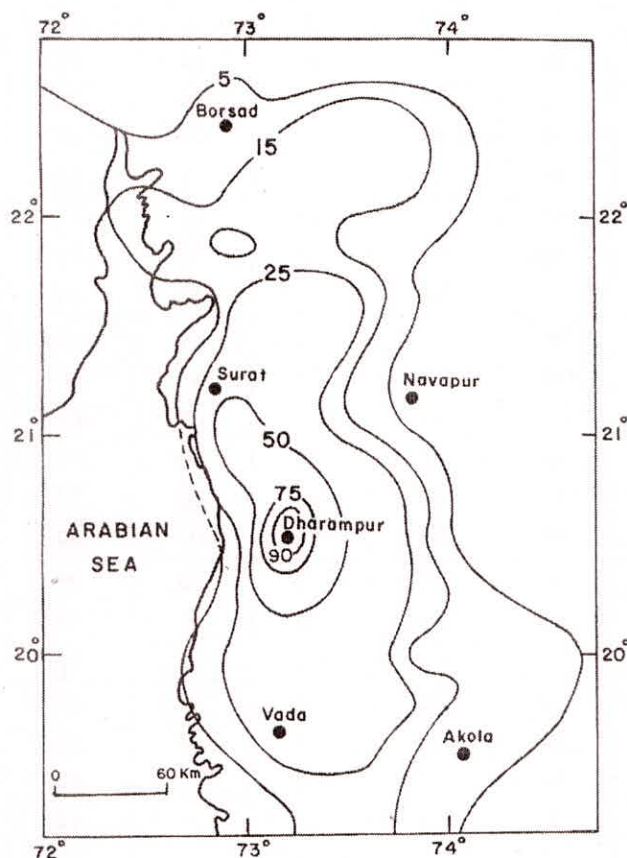 72° 73° 74°
5
Borsad
15
22° 22°
25
Surat
Navapur
21° 21°
50
75
ARABIAN
SEA
Dharampur
90
20° 20°
Vada
Akola
0 60 Km
72° 73° 74°